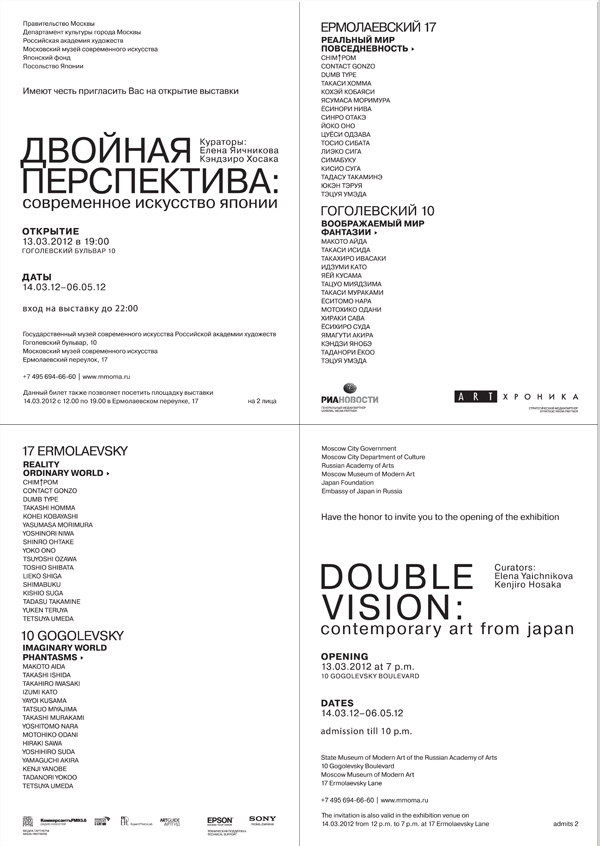 Правительство Москвы
Департамент культуры города Москвы
Российская академия художеств
Московский музей современного искусства
Японский фонд
Посольство Японии
Имеют честь пригласить Вас на открытие выставки
ДВОЙНАЯ
ПЕРСПЕКТИВА:
современное искусство японии
Кураторы:
Елена Яичникова
Кэндзиро Хосака
ОТКРЫТИЕ
13.03.2012 в 19:00
ГОГОЛЕВСКИЙ БУЛЬВАР 10
ДАТЫ
14.03.12–06.05.12
вход на выставку до 22:00
Государственный музей современного искусства Российской академии художеств
Гоголевский бульвар, 10
Московский музей современного искусства
Ермолаевский переулок, 17
+7 495 694-66-60 | www.mmoma.ru
Данный билет также позволяет посетить площадку выставки
14.03.2012 с 12.00 по 19.00 в Ермолаевском переулке, 17
на 2 лица
ЕРМОЛАЕВСКИЙ 17
РЕАЛЬНЫЙ МИР
ПОВСЕДНЕВНОСТЬ
CHIM↑POM
CONTACT GONZO
DUMB TYPE
ТАКАСИ ХОММА
КОХЭЙ КОБАЯСИ
ЯСУМАСА МОРИМУРА
ЁСИНОРИ НИВА
СИНРО ОТАКЭ
ЙОКО ОНО
ЦУЁСИ ОДЗАВА
ТОСИО СИБАТА
ЛИЭКО СИГА
СИМАБУКУ
КИСИО СУГА
ТАДАСУ ТАКАМИНЭ
ЮКЭН ТЭРУЯ
ТЭЦУЯ УМЭДА
ГОГОЛЕВСКИЙ 10
ВООБРАЖАЕМЫЙ МИР
ФАНТАЗИИ
МАКОТО АЙДА
ТАКАСИ ИСИДА
ТАКАХИРО ИВАСАКИ
ИДЗУМИ КАТО
ЯЁЙ КУСАМА
ТАЦУО МИЯДЗИМА
ТАКАСИ МУРАКАМИ
ЁСИТОМО НАРА
МОТОХИКО ОДАНИ
ХИРАКИ САВА
ЁСИХИРО СУДА
ЯМАГУТИ АКИРА
КЭНДЗИ ЯНОБЭ
ТАДАНОРИ ЁКОО
ТЭЦУЯ УМЭДА
РИАНОВОСТИ
ГЕНЕРАЛЬНЫЙ МЕДИАПАРТНЕР
GENERAL MEDIA PARTNER
ART ХРОНИКА
СТРАТЕГИЧЕСКИЙ МЕДИАПАРТНЕР
STRATEGIC MEDIA PARTNER
17 ERMOLAEVSKY
REALITY
ORDINARY WORLD
CHIM↑POM
CONTACT GONZO
DUMB TYPE
TAKASHI HOMMA
KOHEI KOBAYASHI
YASUMASA MORIMURA
YOSHINORI NIWA
SHINRO OHTAKE
YOKO ONO
TSUYOSHI OZAWA
TOSHIO SHIBATA
LIEKO SHIGA
SHIMABUKU
KISHIO SUGA
TADASU TAKAMINE
YUKEN TERUYA
TETSUYA UMEDA
10 GOGOLEVSKY
IMAGINARY WORLD
PHANTASMS
MAKOTO AIDA
TAKASHI ISHIDA
TAKAHIRO IWASAKI
IZUMI KATO
YAYOI KUSAMA
TATSUO MIYAJIMA
TAKASHI MURAKAMI
YOSHITOMO NARA
MOTOHIKO ODANI
HIRAKI SAWA
YOSHIHIRO SUDA
YAMAGUCHI AKIRA
KENJI YANOBE
TADANORI YOKOO
TETSUYA UMEDA
КоммерсантъFM93.6
ARTGUIDE
EPSON
SONY
Moscow City Government
Moscow City Department of Culture
Russian Academy of Arts
Moscow Museum of Modern Art
Japan Foundation
Embassy of Japan in Russia
Have the honor to invite you to the opening of the exhibition
DOUBLE
VISION:
contemporary art from japan
Curators:
Elena Yaichnikova
Kenjiro Hosaka
OPENING
13.03.2012 at 7 p.m.
10 GOGOLEVSKY BOULEVARD
DATES
14.03.12–06.05.12
admission till 10 p.m.
State Museum of Modern Art of the Russian Academy of Arts
10 Gogolevsky Boulevard
Moscow Museum of Modern Art
17 Ermolaevsky Lane
+7 495 694-66-60 | www.mmoma.ru
The invitation is also valid in the exhibition venue on
14.03.2012 from 12 p.m. to 7 p.m. at 17 Ermolaevsky Lane
admits 2